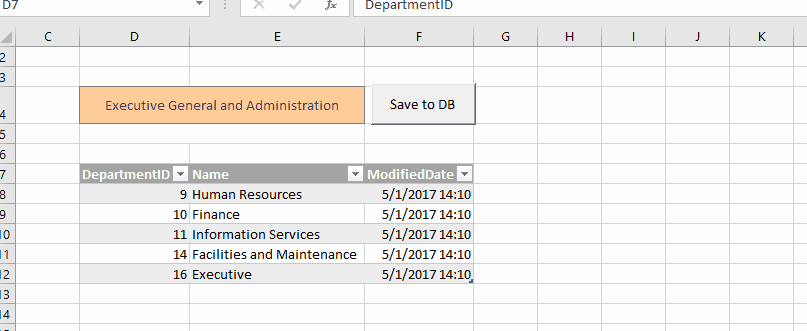 D7 fx DepartmentID
C D E F G H I J K
2
3
4 Executive General and Administration Save to DB
5
6
7 DepartmentID Name ModifiedDate
8 9 Human Resources 5/1/2017 14:10
9 10 Finance 5/1/2017 14:10
10 11 Information Services 5/1/2017 14:10
11 14 Facilities and Maintenance 5/1/2017 14:10
12 16 Executive 5/1/2017 14:10
13
14